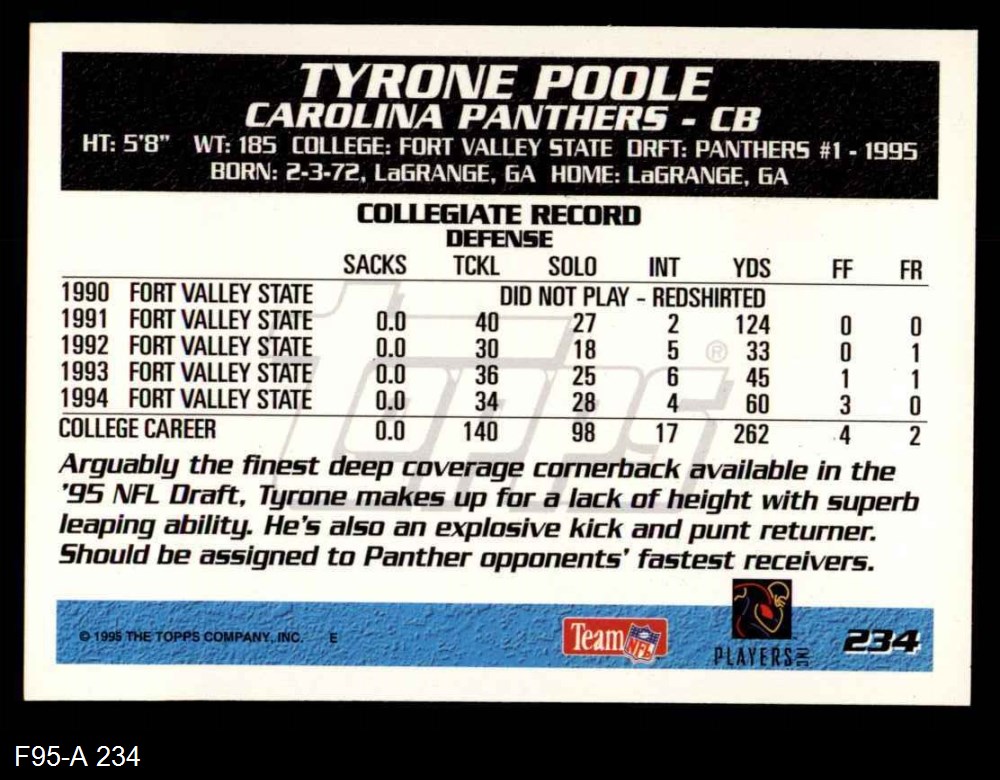 TYRONE POOLE
CAROLINA PANTHERS - CB
HT: 5'8" WT: 185 COLLEGE: FORT VALLEY STATE DRFT: PANTHERS #1 - 1995
BORN: 2-3-72, LaGRANGE, GA HOME: LaGRANGE, GA
COLLEGIATE RECORD
DEFENSE
SACKS TCKL SOLO INT YDS FF FR
1990 FORT VALLEY STATE DID NOT PLAY - REDSHIRTED
1991 FORT VALLEY STATE 0.0 40 27 2 124 0 0
1992 FORT VALLEY STATE 0.0 30 18 5 33 0 1
1993 FORT VALLEY STATE 0.0 36 25 6 45 1 1
1994 FORT VALLEY STATE 0.0 34 28 4 60 3 0
COLLEGE CAREER 0.0 140 98 17 262 4 2
topps ®
Arguably the finest deep coverage cornerback available in the
'95 NFL Draft, Tyrone makes up for a lack of height with superb
leaping ability. He's also an explosive kick and punt returner.
Should be assigned to Panther opponents' fastest receivers.
© 1995 THE TOPPS COMPANY, INC. E
Team NFL
PLAYERS INC
234
F95-A 234